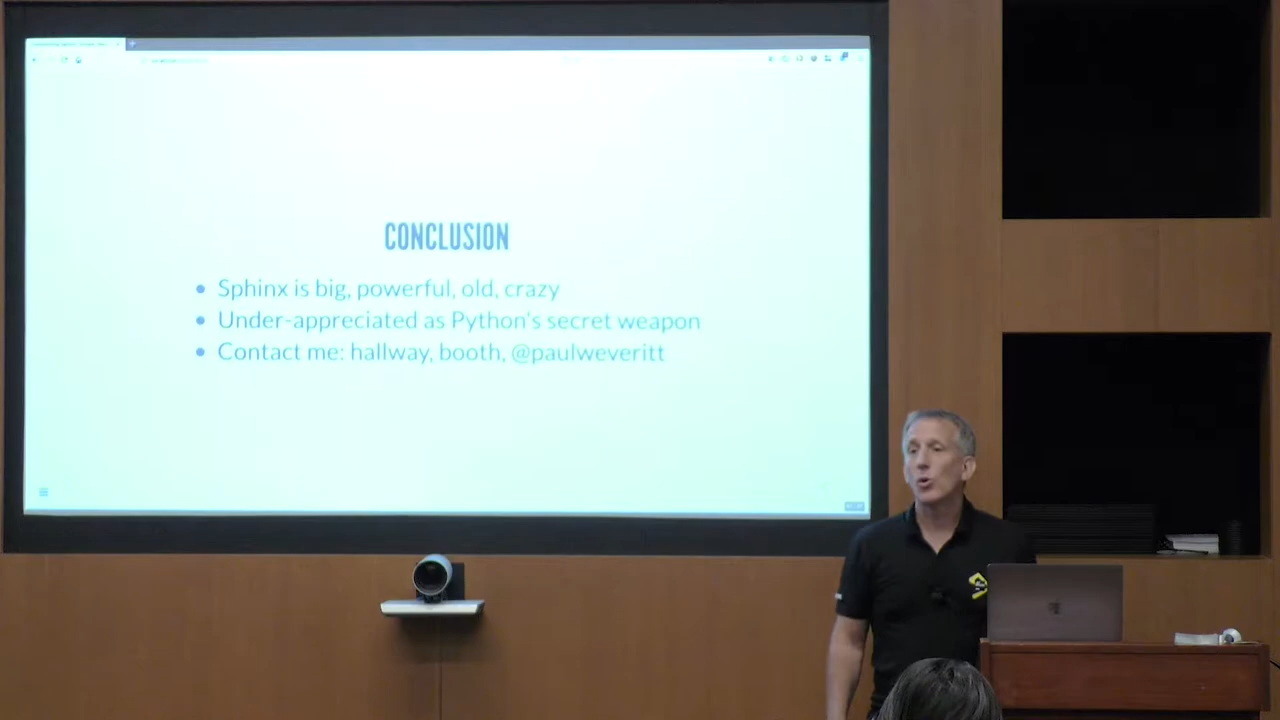 CONCLUSION
Sphinx is big, powerful, old, crazy
Under-appreciated as Python's secret weapon
Contact me: hallway, booth, @paulweveritt